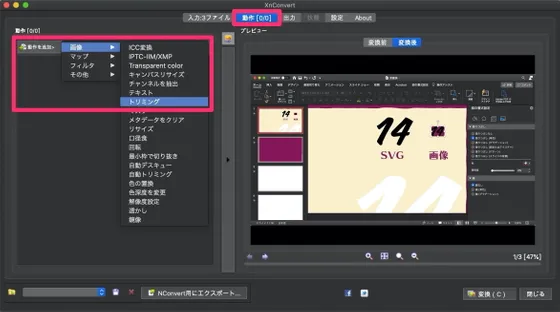 XnConvert
入力:3ファイル
動作 [0/0]
出力
情報
設定
About
動作 [0/0]
動作を追加>
画像
マップ
フィルタ
その他
ICC変換
IPTC-IIM/XMP
Transparent color
キャンバスリサイズ
チャンネルを抽出
テキスト
トリミング
メタデータをクリア
リサイズ
口径食
回転
最小枠で切り抜き
自動デスキュー
自動トリミング
色の置換
色深度を変更
解像度設定
透かし
鏡像
プレビュー
変換前
変換後
14
14
SVG
画像
1/3 [47%]
NConvert用にエクスポート...
変換 ( C )
閉じる